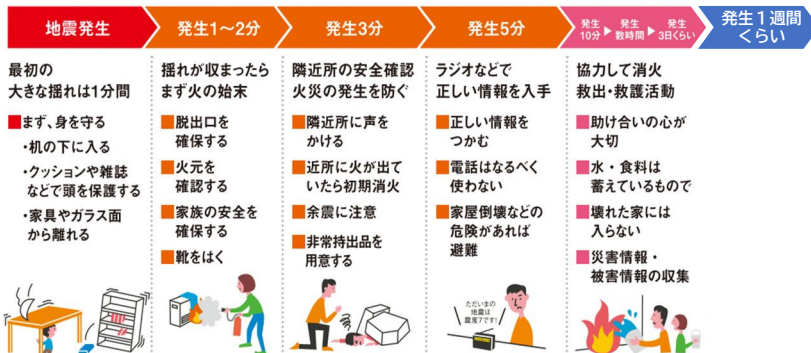 地震発生
発生1〜2分
発生3分
発生5分
発生
10分
発生
数時間
発生
3日くらい
発生１週間
くらい
最初の
大きな揺れは1分間
まず、身を守る
・机の下に入る
・クッションや雑誌
などで頭を保護する
・家具やガラス面
から離れる
揺れが収まったら
まず火の始末
脱出口を
確保する
火元を
確認する
家族の安全を
確保する
靴をはく
隣近所の安全確認
火災の発生を防ぐ
隣近所に声を
かける
近所に火が出て
いたら初期消火
余震に注意
非常持出品を
用意する
ラジオなどで
正しい情報を入手
正しい情報を
つかむ
電話はなるべく
使わない
家屋倒壊などの
危険があれば
避難
ただいまの
地震は
震度7です!
協力して消火
救出・救護活動
助け合いの心が
大切
水・食料は
蓄えているもので
壊れた家には
入らない
災害情報・
被害情報の収集